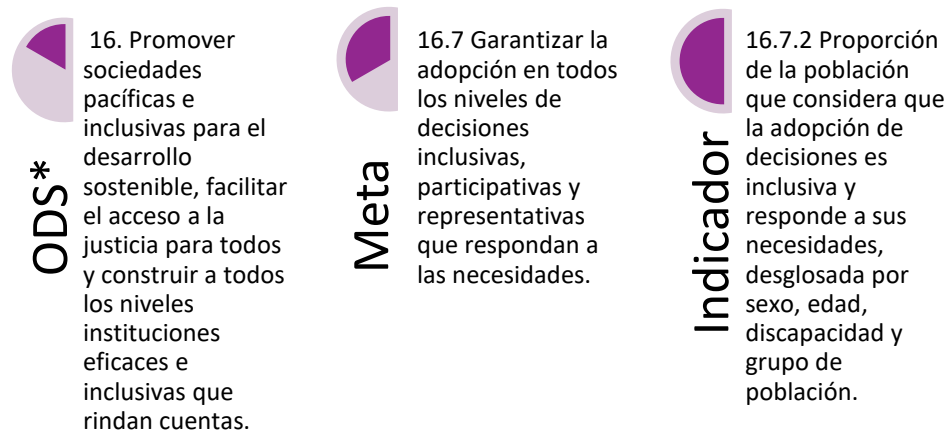 ODS*
16. Promover
sociedades
pacíficas e
inclusivas para el
desarrollo
sostenible, facilitar
el acceso a la
justicia para todos
y construir a todos
los niveles
instituciones
eficaces e
inclusivas que
rindan cuentas.
Meta
16.7 Garantizar la
adopción en todos
los niveles de
decisiones
inclusivas,
participativas y
representativas
que respondan a
las necesidades.
Indicador
16.7.2 Proporción
de la población
que considera que
la adopción de
decisiones es
inclusiva y
responde a sus
necesidades,
desglosada por
sexo, edad,
discapacidad y
grupo de
población.